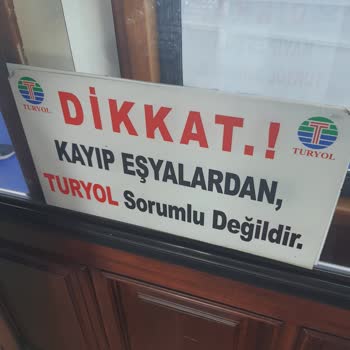 DİKKAT.!
TURYOL
TURYOL
KAYIP EŞYALARDAN,
TURYOL Sorumlu Değildir.